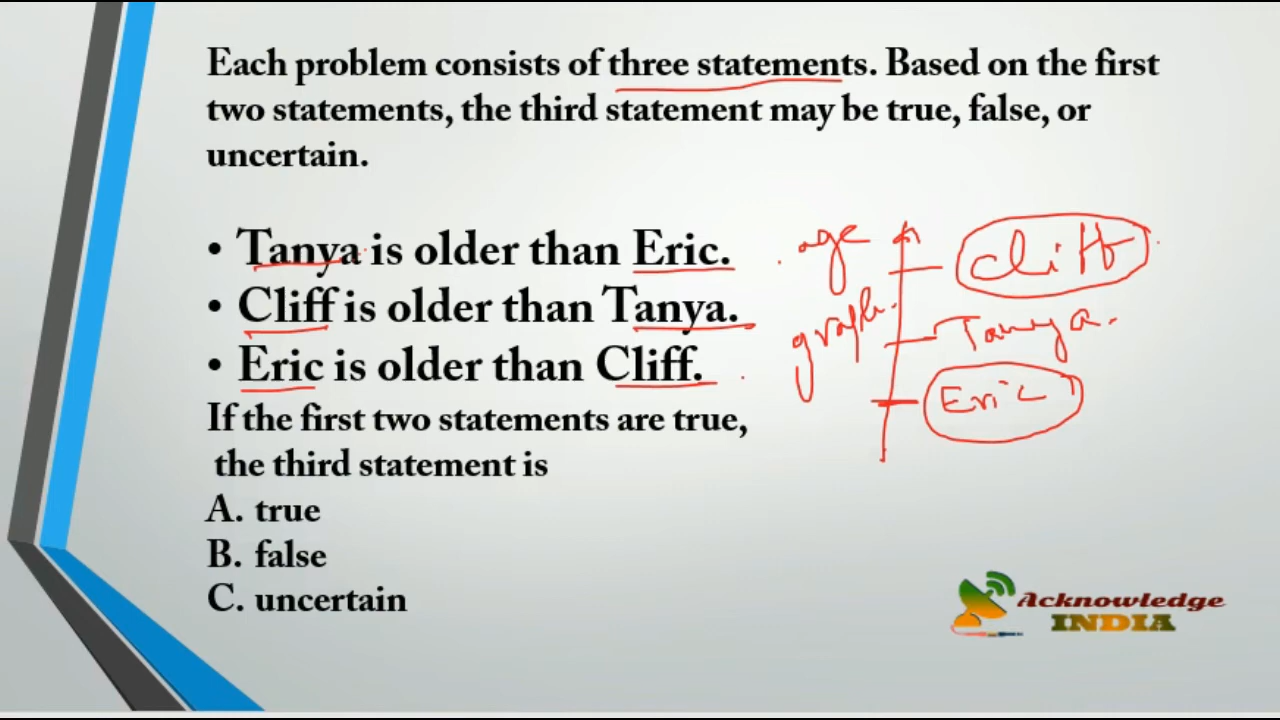 Each problem consists of three statements. Based on the first
two statements, the third statement may be true, false, or
uncertain.
• Tanya is older than Eric.
• Cliff is older than Tanya.
• Eric is older than Cliff.
If the first two statements are true,
the third statement is
A. true
B. false
C. uncertain
age
graph.
Cliff
Tanya.
Eric
Acknowledge
INDIA